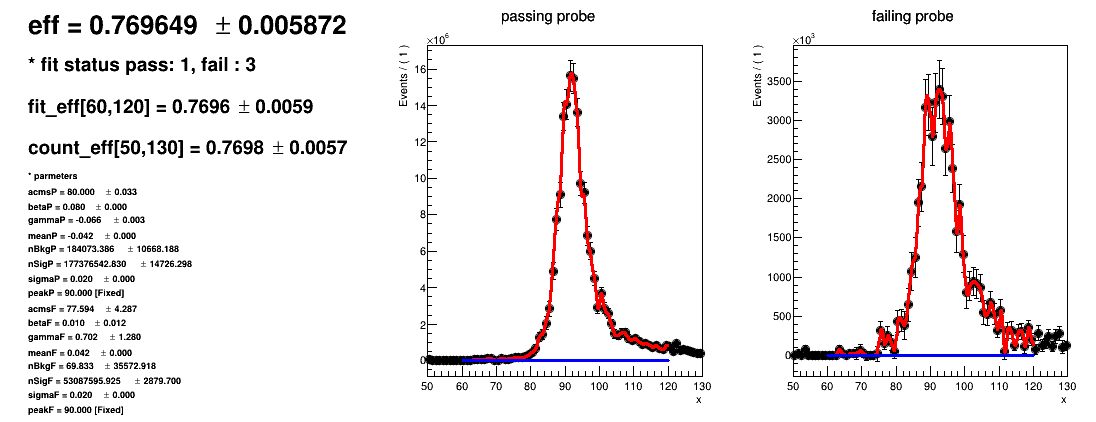 eff = 0.769649 ± 0.005872
* fit status pass: 1, fail : 3
fit_eff[60,120] = 0.7696 ± 0.0059
count_eff[50,130] = 0.7698 ± 0.0057
* parmeters
acmsP = 80.000 ± 0.033
betaP = 0.080 ± 0.000
gammaP = -0.066 ± 0.003
meanP = -0.042 ± 0.000
nBkgP = 184073.386 ± 10668.188
nSigP = 177376542.830 ± 14726.298
sigmaP = 0.020 ± 0.000
peakP = 90.000 [Fixed]
acmsF = 77.594 ± 4.287
betaF = 0.010 ± 0.012
gammaF = 0.702 ± 1.280
meanF = 0.042 ± 0.000
nBkgF = 69.833 ± 35572.918
nSigF = 53087595.925 ± 2879.700
sigmaF = 0.020 ± 0.000
peakF = 90.000 [Fixed]
passing probe
×10⁶
Events / ( 1 )
16
14
12
10
8
6
4
2
0
50 60 70 80 90 100 110 120 130
x
failing probe
×10³
Events / ( 1 )
3500
3000
2500
2000
1500
1000
500
0
50 60 70 80 90 100 110 120 130
x